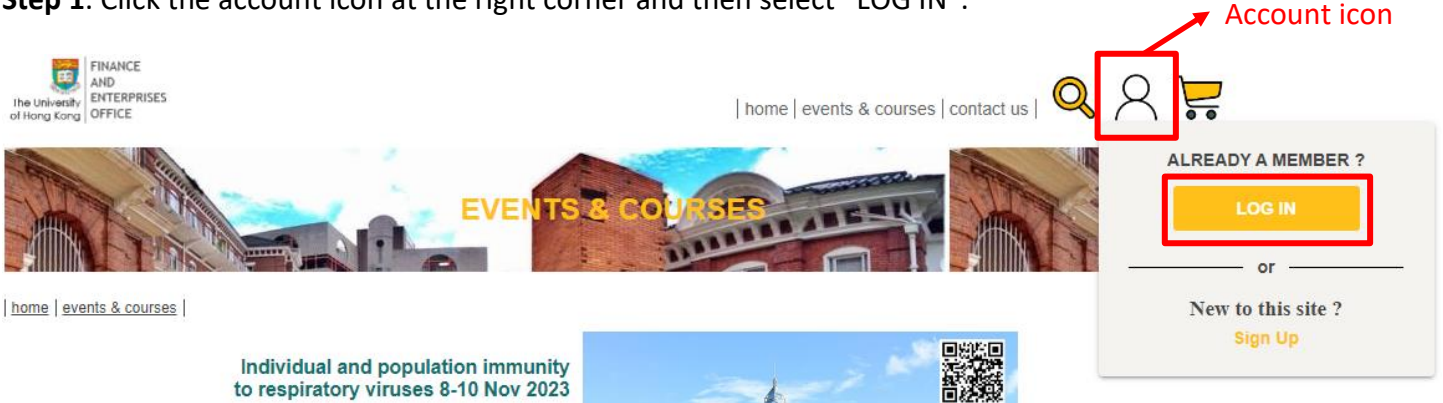 Step 1. Click the account icon at the right corner and then select "LOG IN".
Account icon
FINANCE
AND
ENTERPRISES
OFFICE
The University
of Hong Kong
| home | events & courses | contact us |
ALREADY A MEMBER ?
LOG IN
or
New to this site ?
Sign Up
EVENTS & COURSES
| home | events & courses |
Individual and population immunity
to respiratory viruses 8-10 Nov 2023